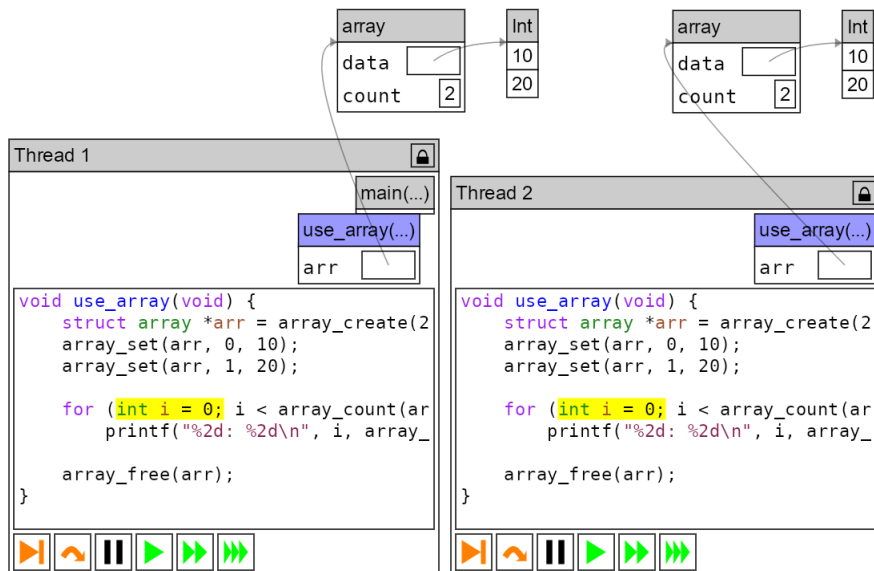 array
data
count 2
Int
10
20
array
data
count 2
Int
10
20
Thread 1
main(...)
use_array(...)
arr
void use_array(void) {
    struct array *arr = array_create(2
    array_set(arr, 0, 10);
    array_set(arr, 1, 20);
    for (int i = 0; i < array_count(ar
        printf("%2d: %2d\n", i, array_
    array_free(arr);
}
Thread 2
use_array(...)
arr
void use_array(void) {
    struct array *arr = array_create(2
    array_set(arr, 0, 10);
    array_set(arr, 1, 20);
    for (int i = 0; i < array_count(ar
        printf("%2d: %2d\n", i, array_
    array_free(arr);
}